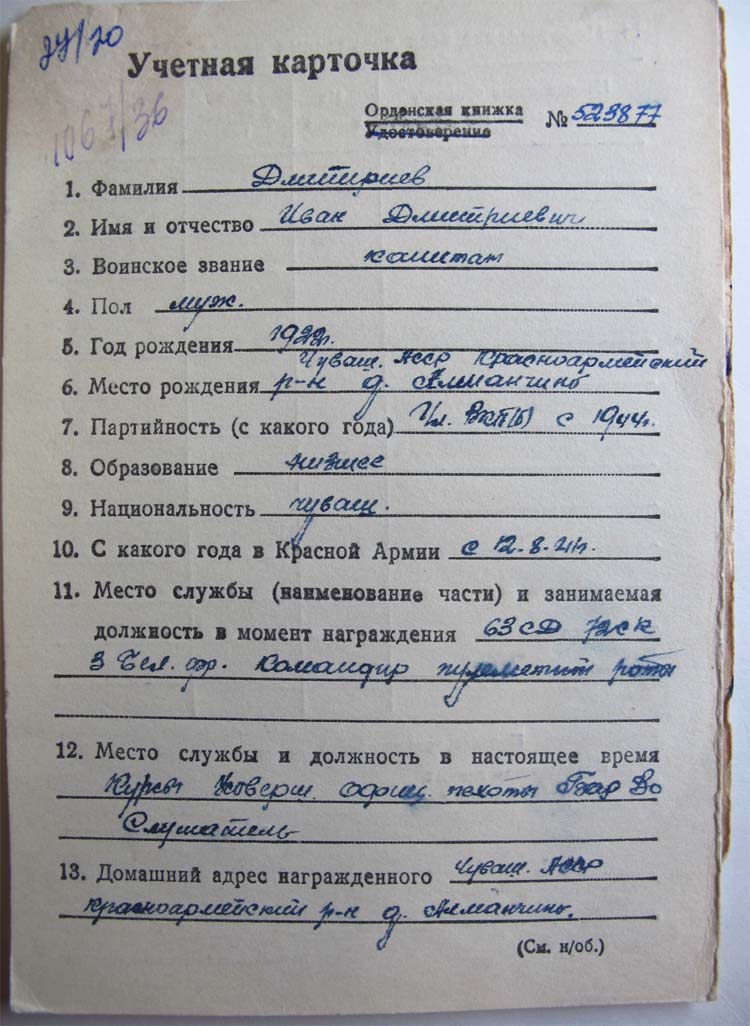 27/20
Учетная карточка
1067/36
Орденская книжка
Удостоверение № 523877
1. Фамилия Дмитриев
2. Имя и отчество Иван Дмитриевич
3. Воинское звание капитан
4. Пол муж.
5. Год рождения 1922г.
Чуваш. Асср Красноармейский
6. Место рождения р-н д. Алманчино
7. Партийность (с какого года) Чл. Вкп(б) с 1944г.
8. Образование низшее
9. Национальность чуваш.
10. С какого года в Красной Армии с 12.8.41г.
11. Место службы (наименование части) и занимаемая
должность в момент награждения 63 сд 72 ск
3 Бел. фр. Командир пулеметной роты
12. Место службы и должность в настоящее время
Курсы Усоверш. офиц. пехоты Во
Слушатель
13. Домашний адрес награжденного Чуваш. Асср
Красноармейский р-н д. Алманчино.
(См. н/об.)